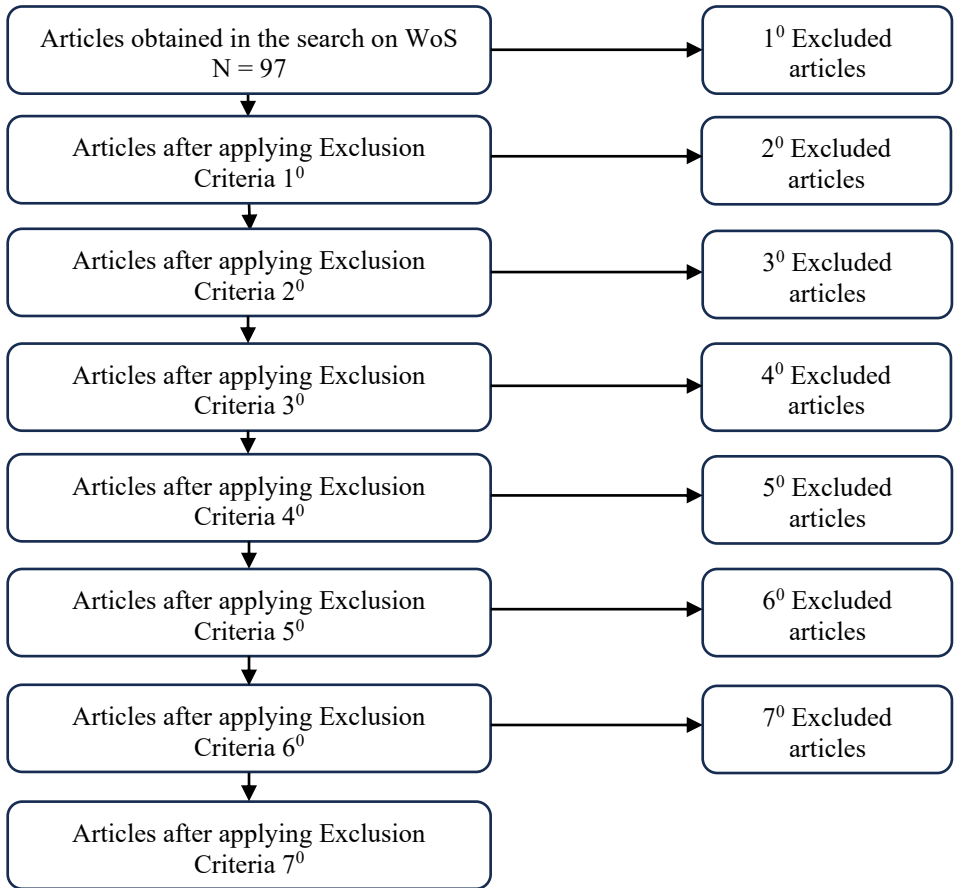 Articles obtained in the search on WoS
N = 97
1⁰ Excluded
articles
Articles after applying Exclusion
Criteria 1⁰
2⁰ Excluded
articles
Articles after applying Exclusion
Criteria 2⁰
3⁰ Excluded
articles
Articles after applying Exclusion
Criteria 3⁰
4⁰ Excluded
articles
Articles after applying Exclusion
Criteria 4⁰
5⁰ Excluded
articles
Articles after applying Exclusion
Criteria 5⁰
6⁰ Excluded
articles
Articles after applying Exclusion
Criteria 6⁰
7⁰ Excluded
articles
Articles after applying Exclusion
Criteria 7⁰